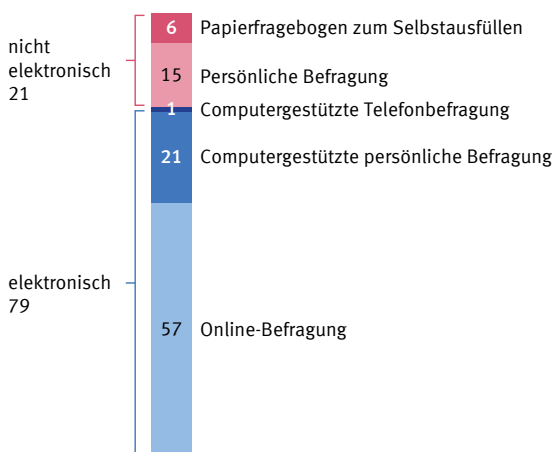 nicht
elektronisch
21
6 Papierfragebogen zum Selbstausfüllen
15 Persönliche Befragung
1 Computergestützte Telefonbefragung
21 Computergestützte persönliche Befragung
elektronisch
79
57 Online-Befragung